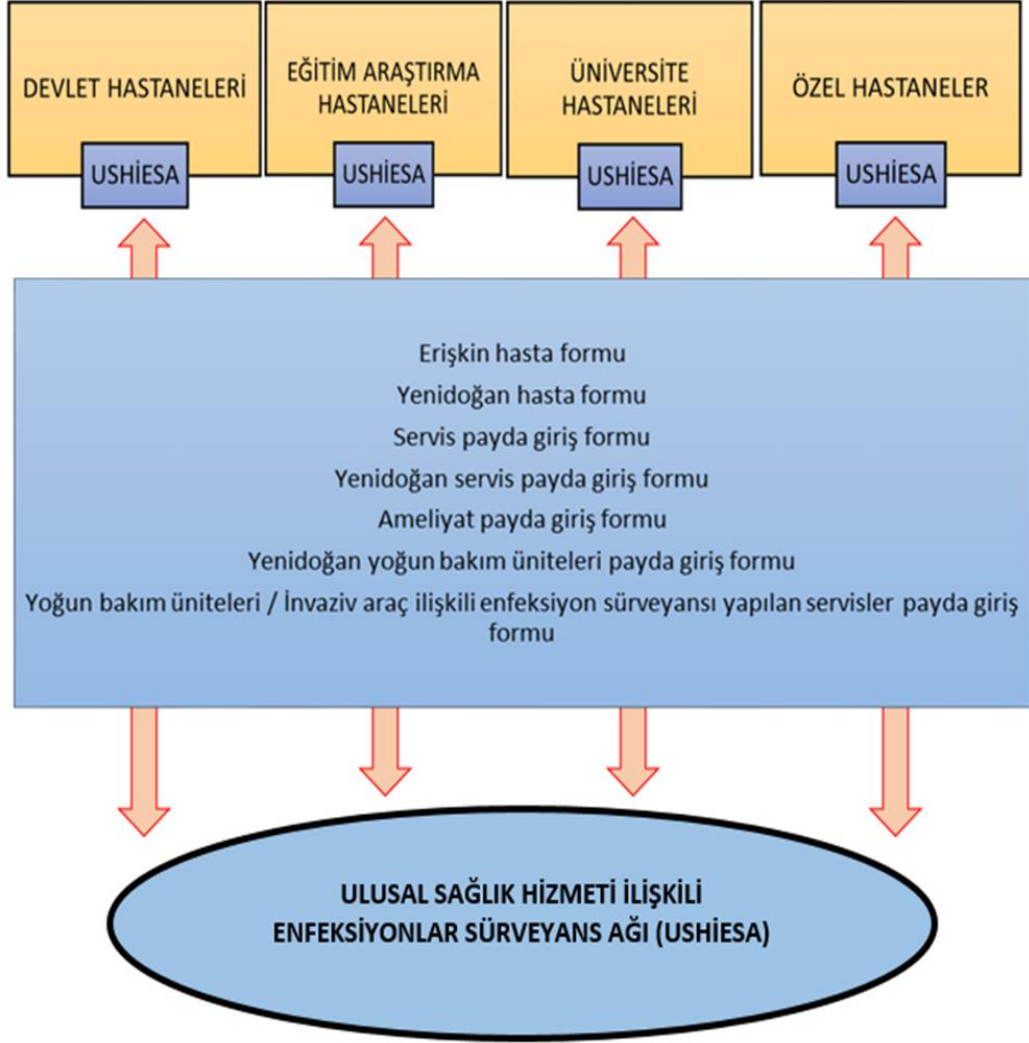 DEVLET HASTANELERİ
USHİESA
EĞİTİM ARAŞTIRMA
HASTANELERİ
USHİESA
ÜNİVERSİTE
HASTANELERİ
USHİESA
ÖZEL HASTANELER
USHİESA
Erişkin hasta formu
Yenidoğan hasta formu
Servis payda giriş formu
Yenidoğan servis payda giriş formu
Ameliyat payda giriş formu
Yenidoğan yoğun bakım üniteleri payda giriş formu
Yoğun bakım üniteleri / İnvaziv araç ilişkili enfeksiyon sürveyansı yapılan servisler payda giriş
formu
ULUSAL SAĞLIK HİZMETİ İLİŞKİLİ
ENFEKSİYONLAR SÜRVEYANS AĞI (USHİESA)